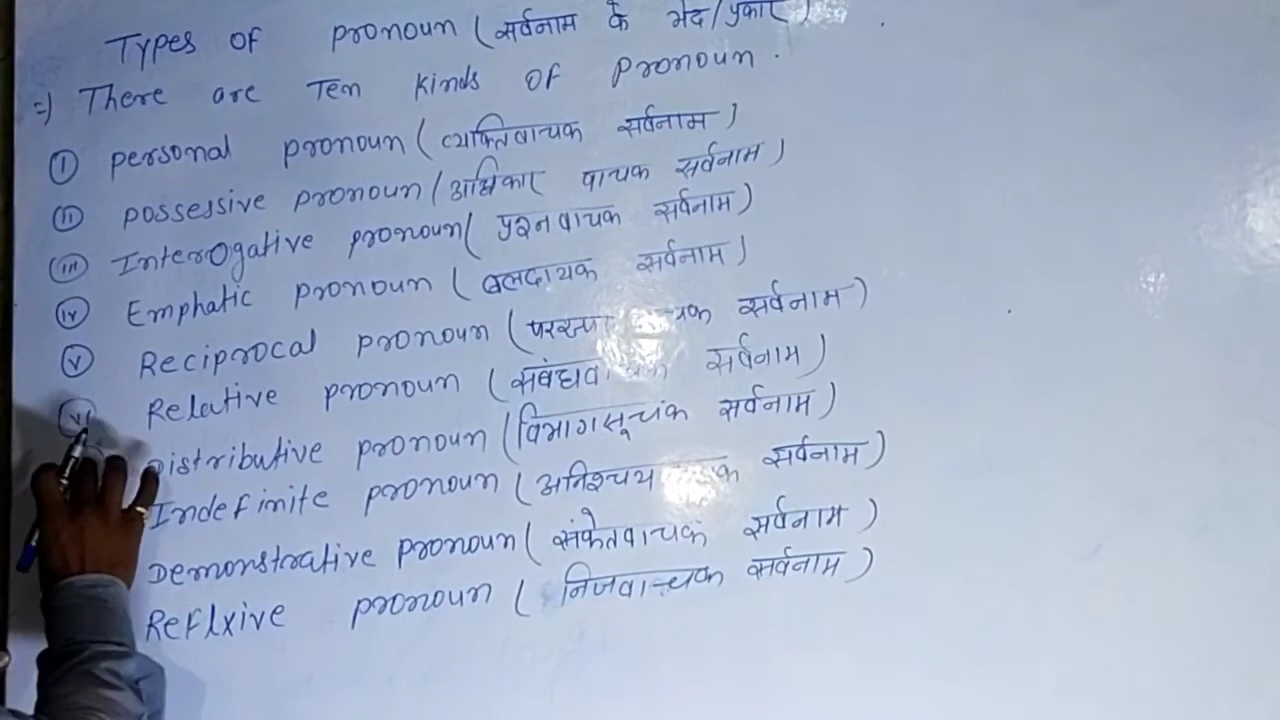 Types of pronoun (सर्वनाम के भेद/प्रकार)
=) There are Ten kinds of pronoun.
(i) personal pronoun (व्यक्तिवाचक सर्वनाम)
(ii) possessive pronoun (अधिकार वाचक सर्वनाम)
(iii) Interogative pronoun (प्रश्नवाचक सर्वनाम)
(iv) Emphatic pronoun (बलदायक सर्वनाम)
(v) Reciprocal pronoun ( सर्वनाम)
(vi) Relative pronoun ( सर्वनाम)
Distributive pronoun (विभागसूचक सर्वनाम)
Indefinite pronoun ( सर्वनाम)
Demonstrative pronoun (संकेतवाचक सर्वनाम)
Reflxive pronoun (निजवाचक सर्वनाम)